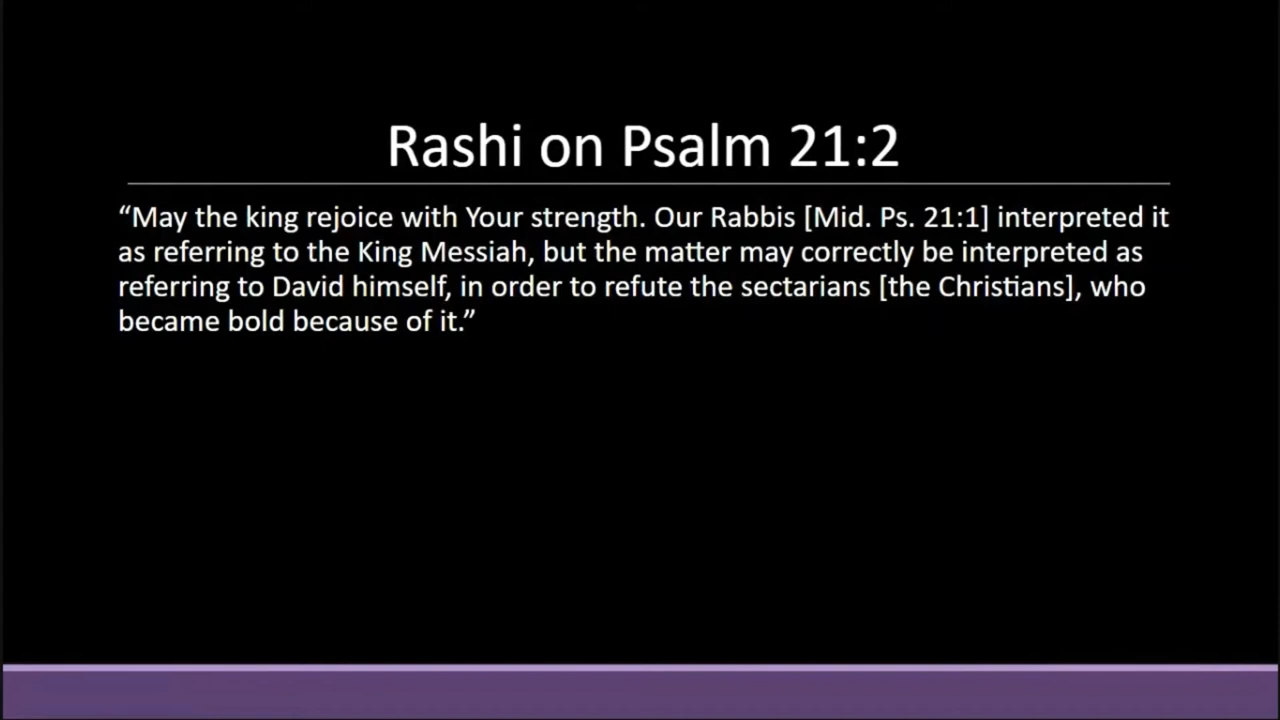 Rashi on Psalm 21:2
“May the king rejoice with Your strength. Our Rabbis [Mid. Ps. 21:1] interpreted it
as referring to the King Messiah, but the matter may correctly be interpreted as
referring to David himself, in order to refute the sectarians [the Christians], who
became bold because of it.”